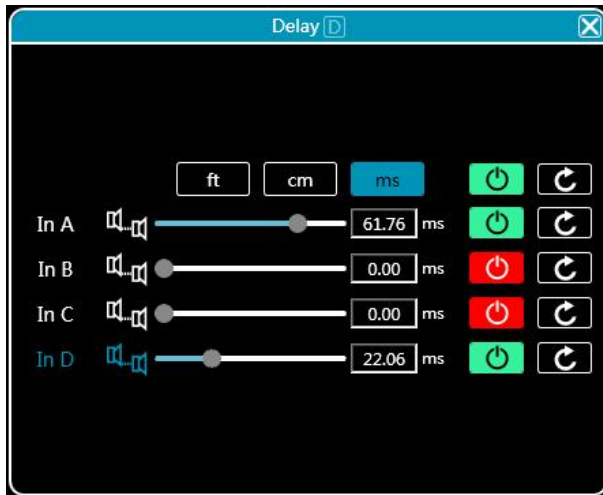 Delay D
ft cm ms
In A 61.76 ms
In B 0.00 ms
In C 0.00 ms
In D 22.06 ms